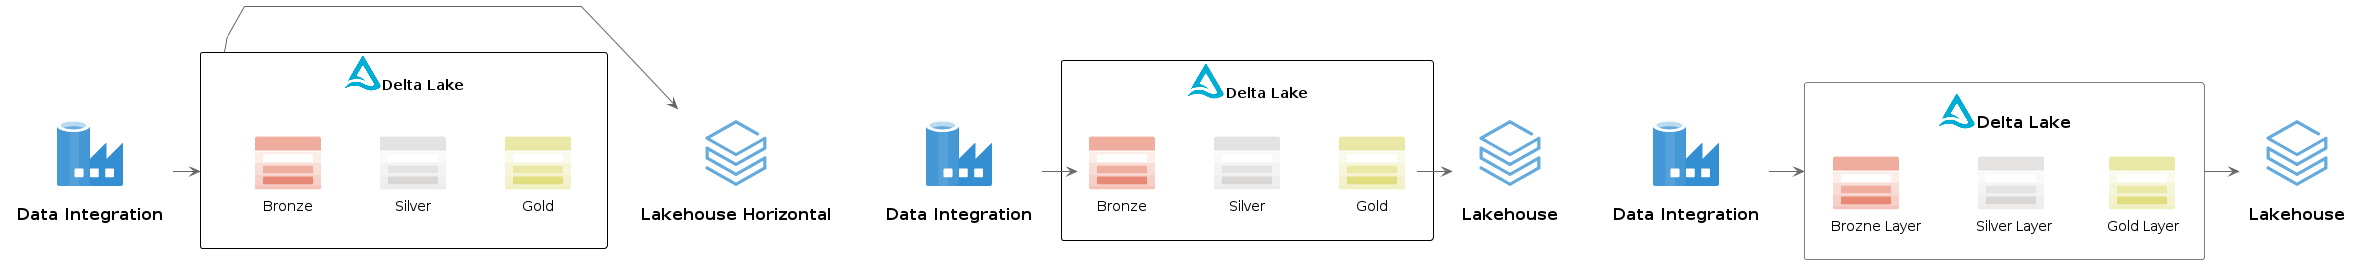 Delta Lake
Bronze
Silver
Gold
Data Integration
Lakehouse Horizontal
Delta Lake
Bronze
Silver
Gold
Data Integration
Lakehouse
Delta Lake
Brozne Layer
Silver Layer
Gold Layer
Data Integration
Lakehouse